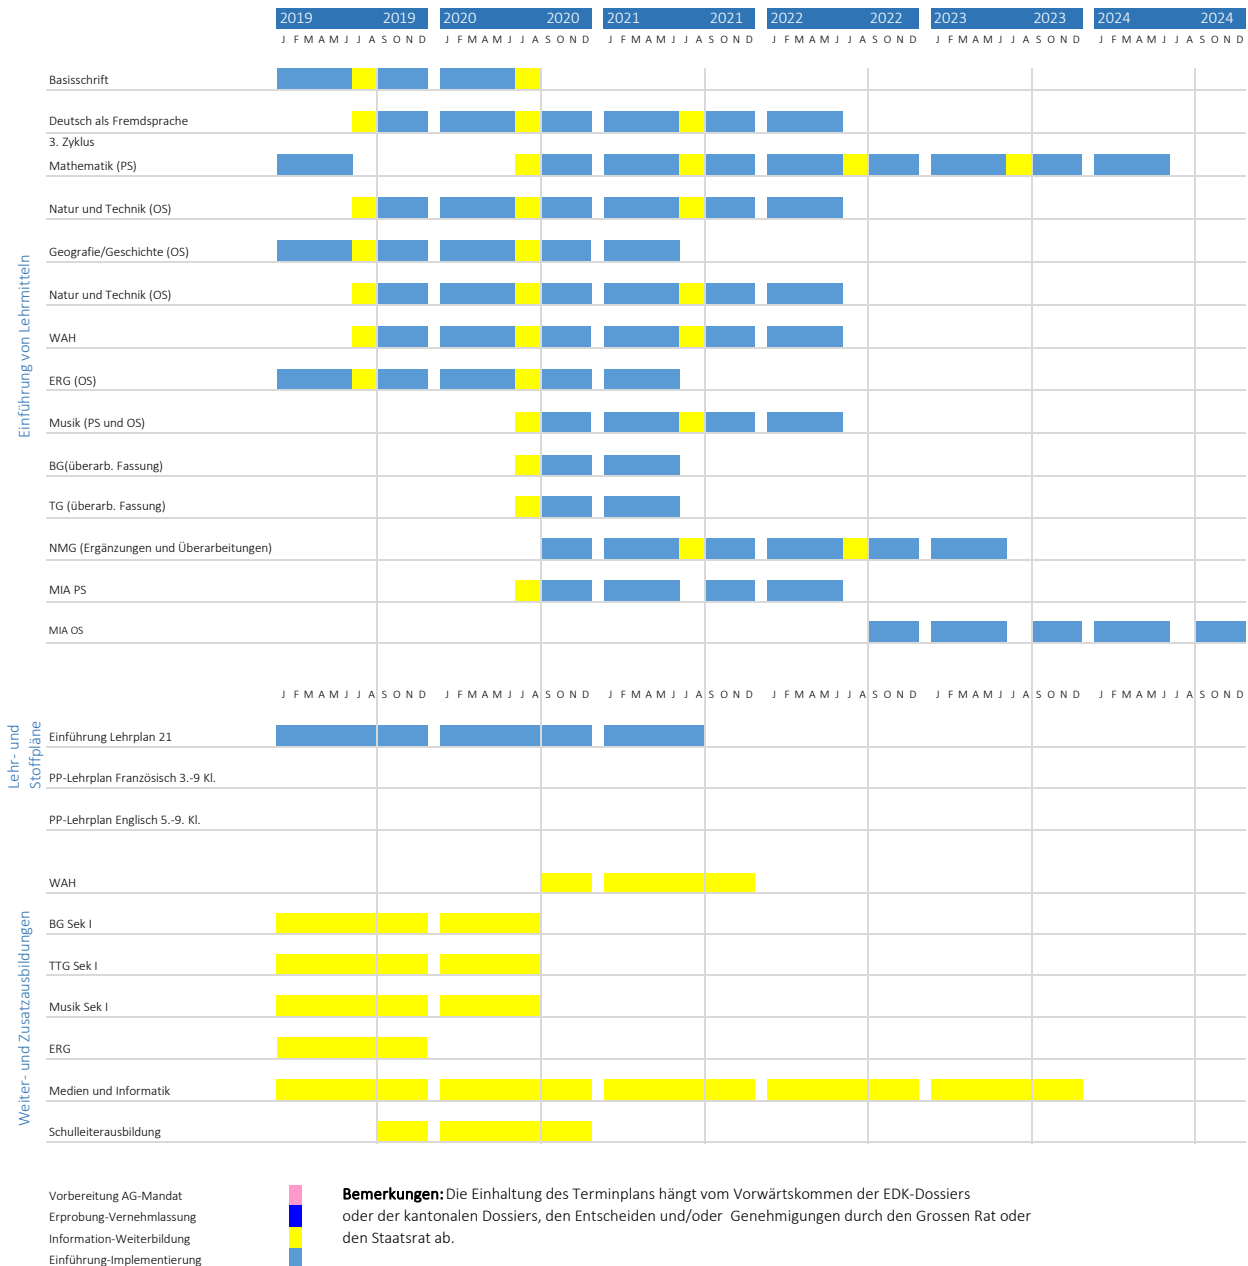 2019 2019 2020 2020 2021 2021 2022 2022 2023 2023 2024 2024
J F M A M J J A S O N D J F M A M J J A S O N D J F M A M J J A S O N D J F M A M J J A S O N D J F M A M J J A S O N D J F M A M J J A S O N D
Einführung von Lehrmitteln
Basisschrift
Deutsch als Fremdsprache
3. Zyklus
Mathematik (PS)
Natur und Technik (OS)
Geografie/Geschichte (OS)
Natur und Technik (OS)
WAH
ERG (OS)
Musik (PS und OS)
BG(überarb. Fassung)
TG (überarb. Fassung)
NMG (Ergänzungen und Überarbeitungen)
MIA PS
MIA OS
J F M A M J J A S O N D J F M A M J J A S O N D J F M A M J J A S O N D J F M A M J J A S O N D J F M A M J J A S O N D J F M A M J J A S O N D
Lehr- und
Stoffpläne
Einführung Lehrplan 21
PP-Lehrplan Französisch 3.-9 Kl.
PP-Lehrplan Englisch 5.-9. Kl.
Weiter- und Zusatzausbildungen
WAH
BG Sek I
TTG Sek I
Musik Sek I
ERG
Medien und Informatik
Schulleiterausbildung
Vorbereitung AG-Mandat
Erprobung-Vernehmlassung
Information-Weiterbildung
Einführung-Implementierung
Bemerkungen: Die Einhaltung des Terminplans hängt vom Vorwärtskommen der EDK-Dossiers
oder der kantonalen Dossiers, den Entscheiden und/oder Genehmigungen durch den Grossen Rat oder
den Staatsrat ab.